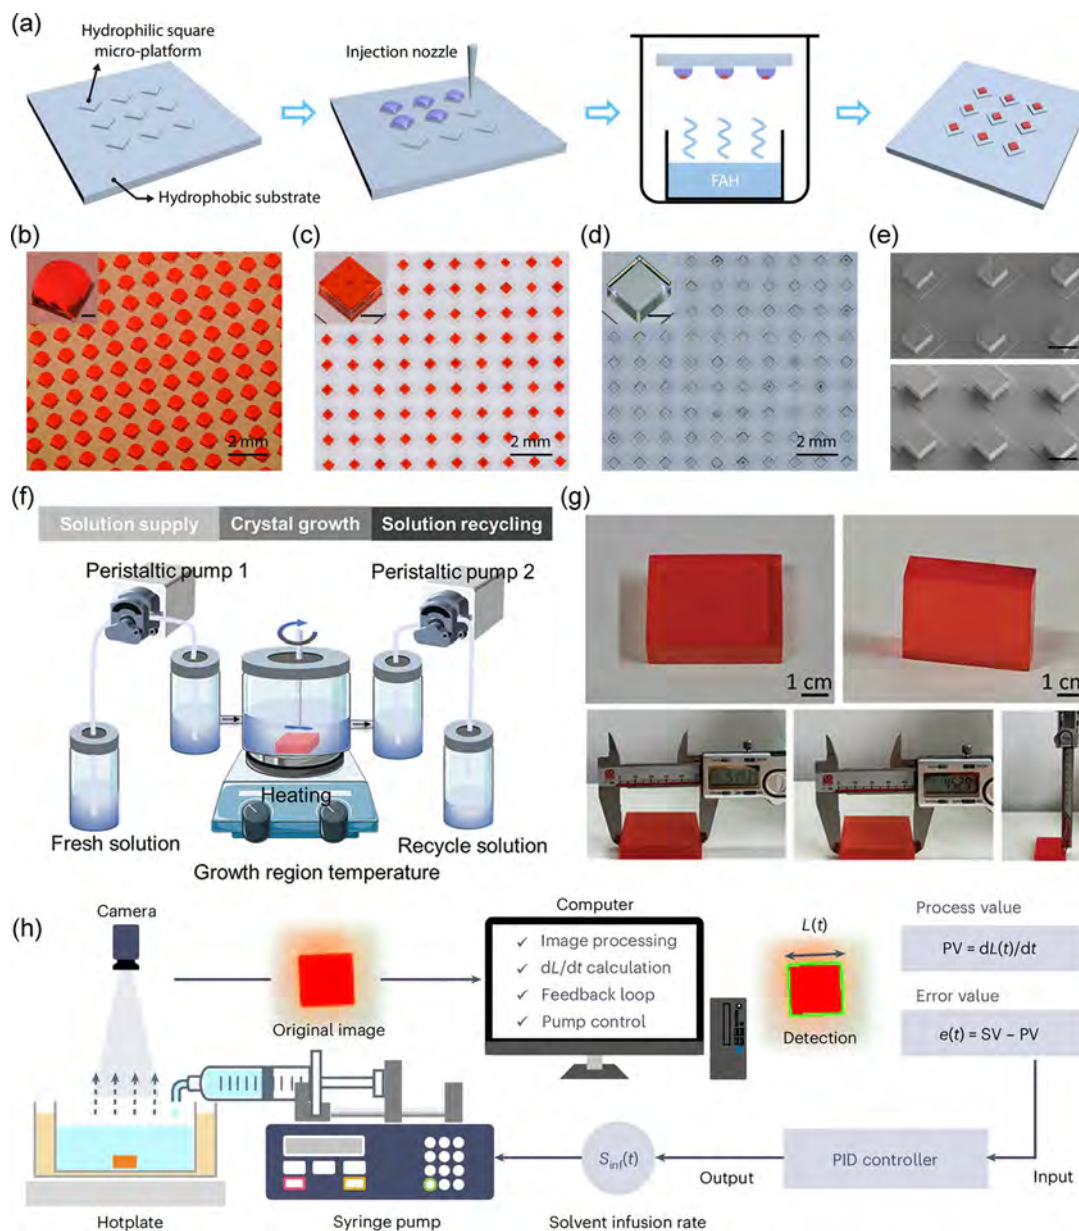 (a)
Hydrophilic square
micro-platform
Injection nozzle
FAH
Hydrophobic substrate
(b)
(c)
(d)
(e)
2 mm
2 mm
2 mm
(f)
(g)
Solution supply
Crystal growth
Solution recycling
Peristaltic pump 1
Peristaltic pump 2
Heating
Fresh solution
Recycle solution
Growth region temperature
1 cm
1 cm
(h)
Camera
Original image
Computer
✓ Image processing
✓ dL/dt calculation
✓ Feedback loop
✓ Pump control
L(t)
Detection
Process value
PV = dL(t)/dt
Error value
e(t) = SV − PV
Hotplate
Syringe pump
S_inf(t)
Solvent infusion rate
Output
PID controller
Input